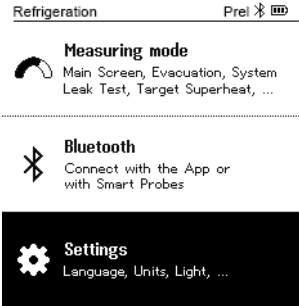 Refrigeration Prel
Measuring mode
Main Screen, Evacuation, System
Leak Test, Target Superheat, ...
Bluetooth
Connect with the App or
with Smart Probes
Settings
Language, Units, Light, ...